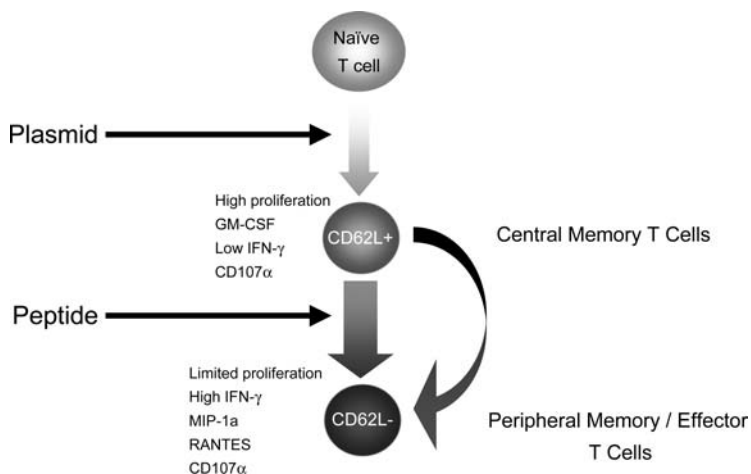 Naïve
T cell
Plasmid
High proliferation
GM-CSF
Low IFN-γ
CD107α
CD62L+
Central Memory T Cells
Peptide
Limited proliferation
High IFN-γ
MIP-1a
RANTES
CD107α
CD62L-
Peripheral Memory / Effector
T Cells